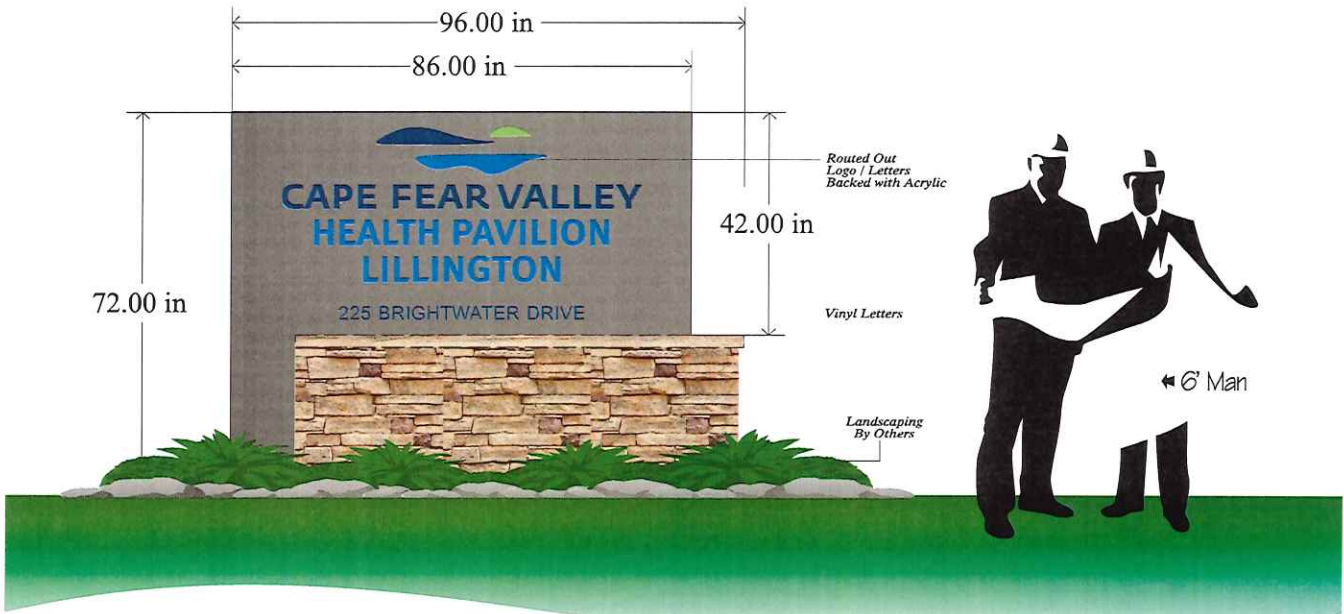 96.00 in
86.00 in
CAPE FEAR VALLEY
HEALTH PAVILION
LILLINGTON
225 BRIGHTWATER DRIVE
72.00 in
42.00 in
Routed Out
Logo / Letters
Backed with Acrylic
Vinyl Letters
Landscaping
By Others
6' Man